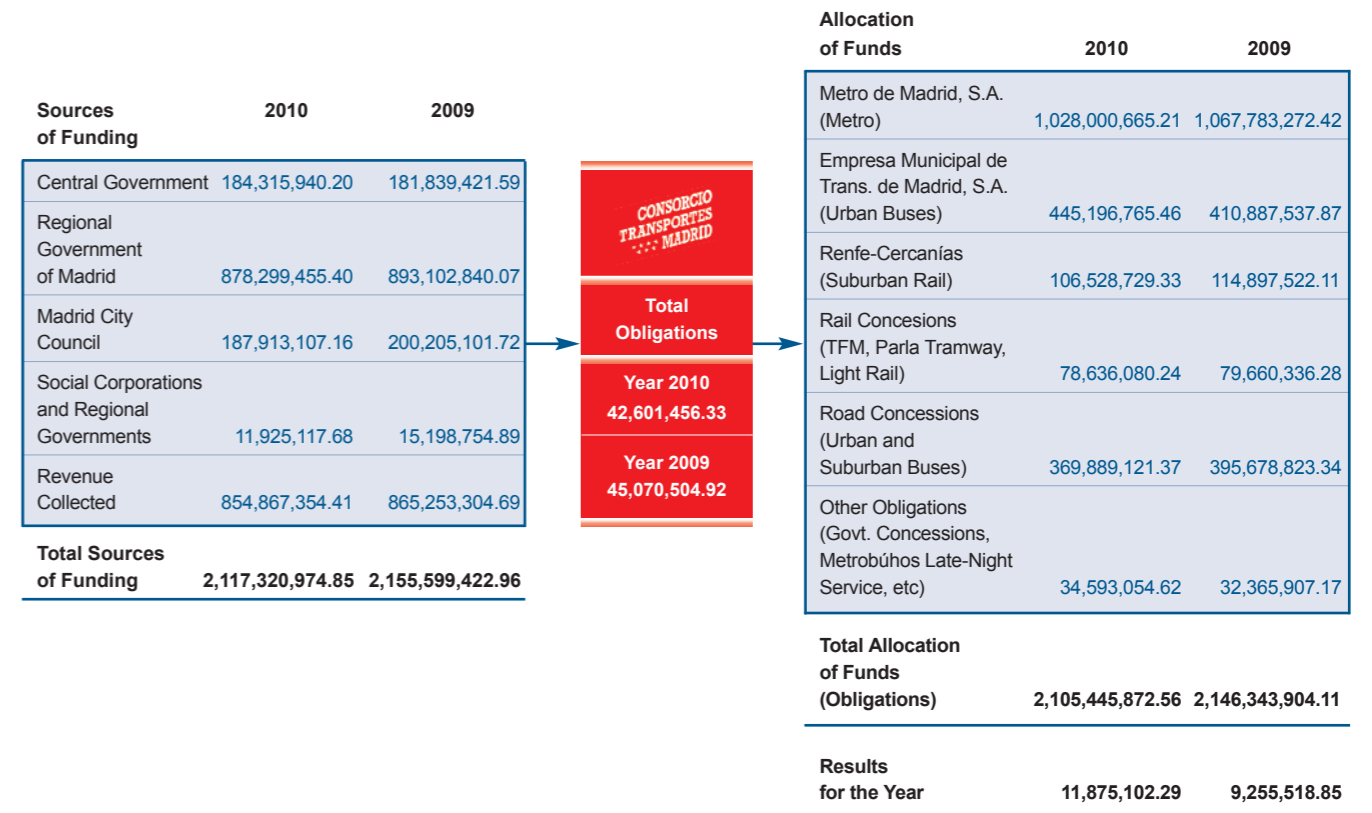 Sources 2010 2009
of Funding
Central Government 184,315,940.20 181,839,421.59
Regional
Government
of Madrid 878,299,455.40 893,102,840.07
Madrid City
Council 187,913,107.16 200,205,101.72
Social Corporations
and Regional
Governments 11,925,117.68 15,198,754.89
Revenue
Collected 854,867,354.41 865,253,304.69
Total Sources
of Funding 2,117,320,974.85 2,155,599,422.96
CONSORCIO
TRANSPORTES
MADRID
Total
Obligations
Year 2010
42,601,456.33
Year 2009
45,070,504.92
Allocation
of Funds 2010 2009
Metro de Madrid, S.A.
(Metro) 1,028,000,665.21 1,067,783,272.42
Empresa Municipal de
Trans. de Madrid, S.A.
(Urban Buses) 445,196,765.46 410,887,537.87
Renfe-Cercanías
(Suburban Rail) 106,528,729.33 114,897,522.11
Rail Concesions
(TFM, Parla Tramway,
Light Rail) 78,636,080.24 79,660,336.28
Road Concessions
(Urban and
Suburban Buses) 369,889,121.37 395,678,823.34
Other Obligations
(Govt. Concessions,
Metrobúhos Late-Night
Service, etc) 34,593,054.62 32,365,907.17
Total Allocation
of Funds
(Obligations) 2,105,445,872.56 2,146,343,904.11
Results
for the Year 11,875,102.29 9,255,518.85